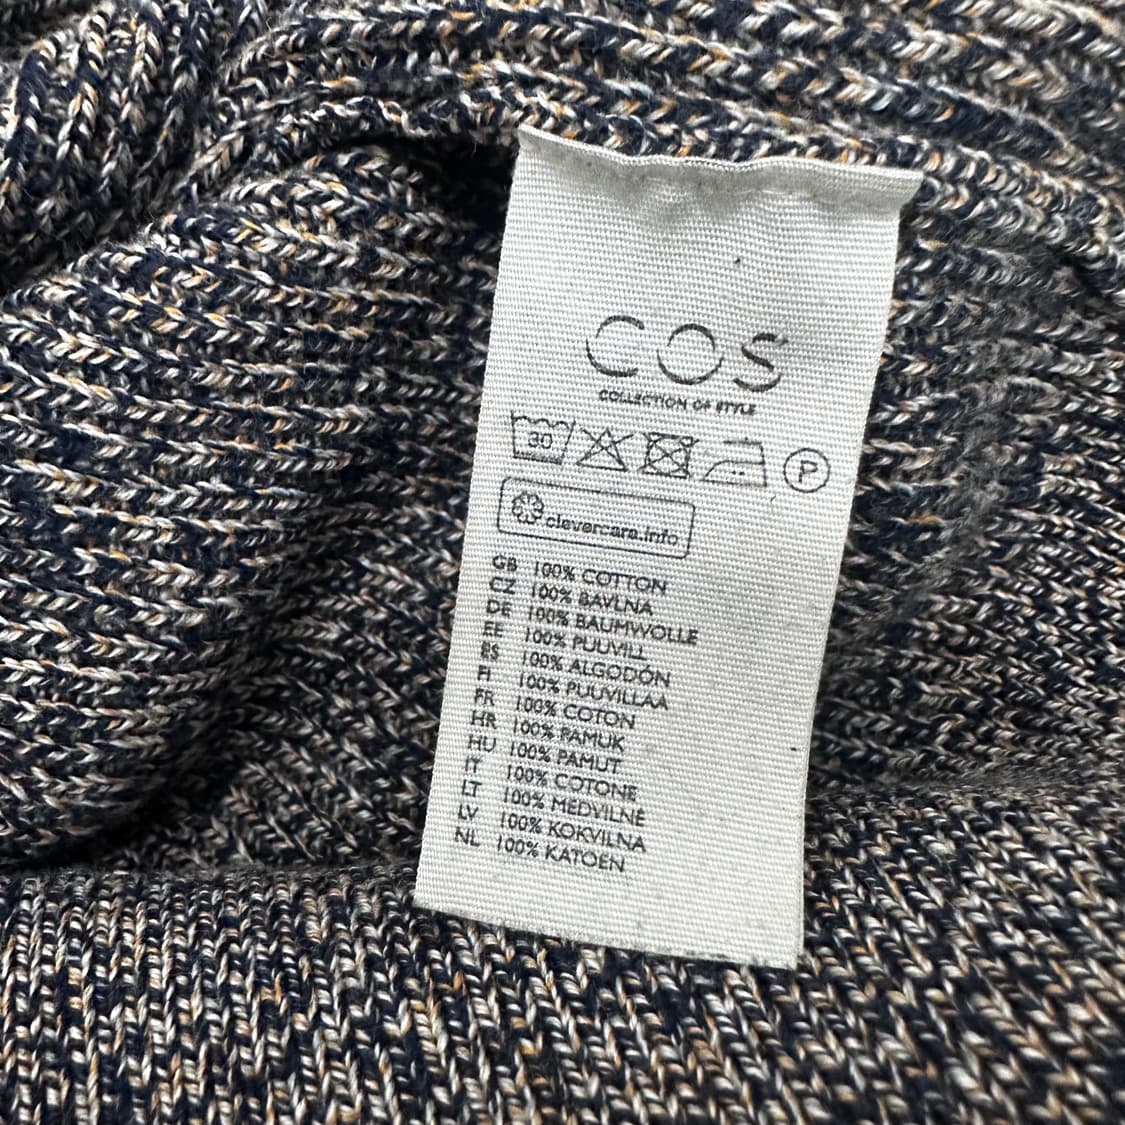 COS
COLLECTION OF STYLE
30 P
clevercare.info
GB 100% COTTON
CZ 100% BAVLNA
DE 100% BAUMWOLLE
EE 100% PUUVILL
ES 100% ALGODÓN
FI 100% PUUVILLAA
FR 100% COTON
HR 100% PAMUK
HU 100% PAMUT
IT 100% COTONE
LT 100% MEDVILNĖ
LV 100% KOKVILNA
NL 100% KATOEN